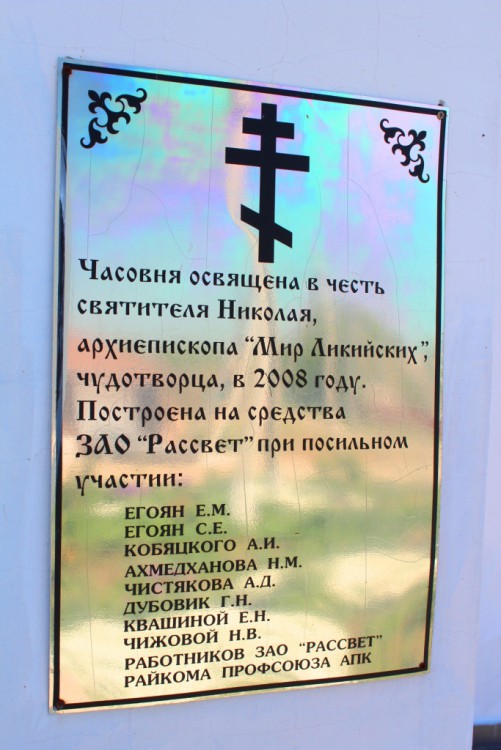 Часовня освящена в честь
святителя Николая,
архиепископа "Мир Ликийских",
чудотворца, в 2008 году.
Построена на средства
ЗАО "Рассвет" при посильном
участии:
ЕГОЯН Е.М.
ЕГОЯН С.Е.
КОБЯЦКОГО А.И.
АХМЕДХАНОВА Н.М.
ЧИСТЯКОВА А.Д.
ДУБОВИК Г.Н.
КВАШИНОЙ Е.Н.
ЧИЖОВОЙ Н.В.
РАБОТНИКОВ ЗАО "РАССВЕТ"
РАЙКОМА ПРОФСОЮЗА АПК